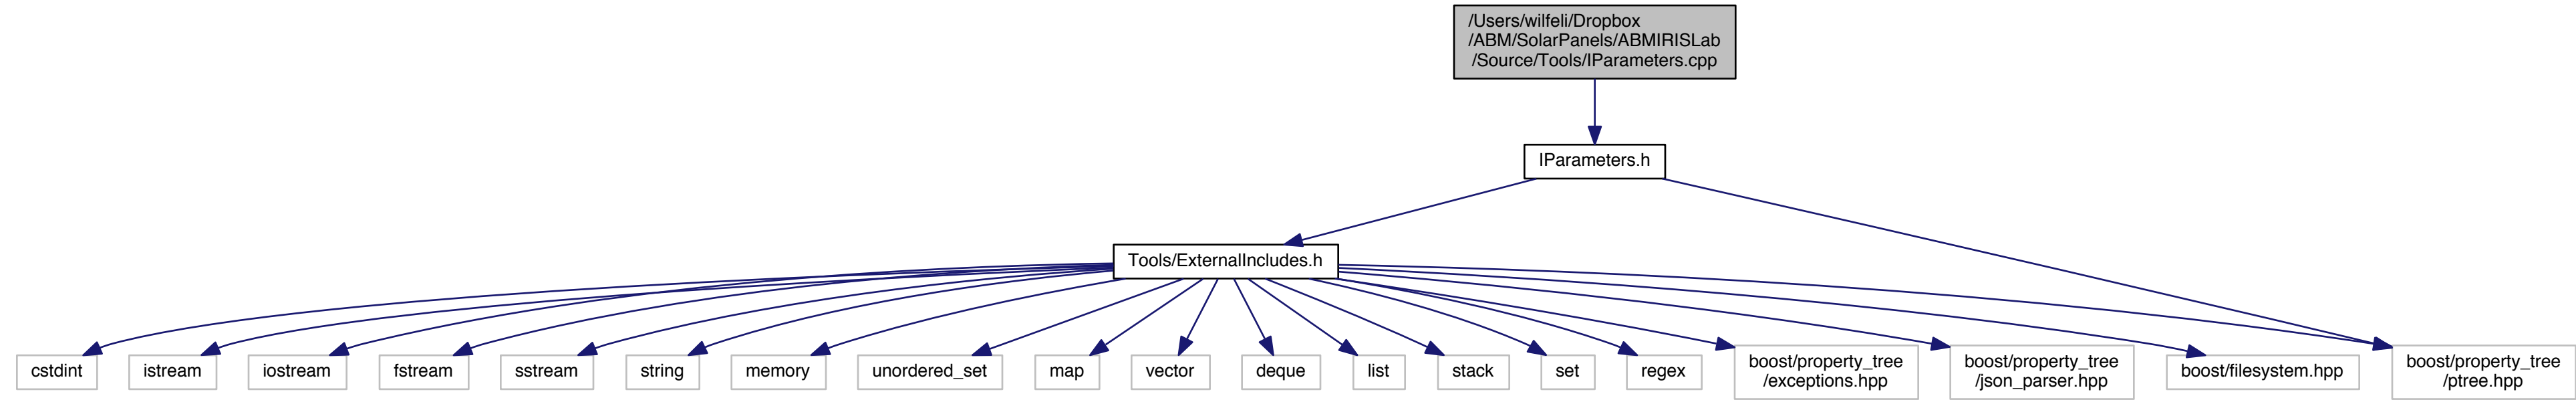 /Users/wilfeli/Dropbox
/ABM/SolarPanels/ABMIRISLab
/Source/Tools/IParameters.cpp
IParameters.h
Tools/ExternalIncludes.h
cstdint
istream
iostream
fstream
sstream
string
memory
unordered_set
map
vector
deque
list
stack
set
regex
boost/property_tree
/exceptions.hpp
boost/property_tree
/json_parser.hpp
boost/filesystem.hpp
boost/property_tree
/ptree.hpp